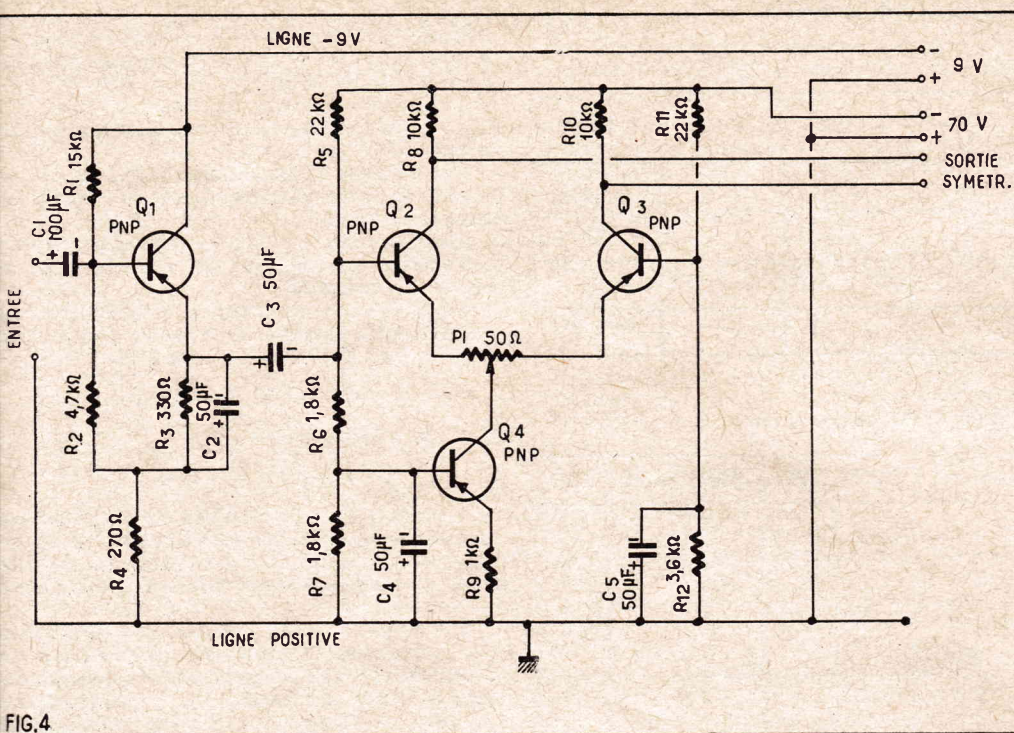 LIGNE -9V
-
9 V
+
-
70 V
+
SORTIE
SYMETR.
R1 15kΩ
C1
100µF
+ -
Q1
PNP
ENTREE
R2 4,7kΩ
R3 330Ω
50µF
C2 +
-
R4 270Ω
C3 50µF
+ -
R5 22kΩ
R8 10kΩ
R10
10kΩ
R11
22kΩ
Q2
PNP
Q3
PNP
P1 50Ω
R6 1,8kΩ
Q4
PNP
R7 1,8kΩ
C4 50µF
+ -
R9 1kΩ
C5
50µF
+ -
R12 3,6kΩ
LIGNE POSITIVE
FIG.4